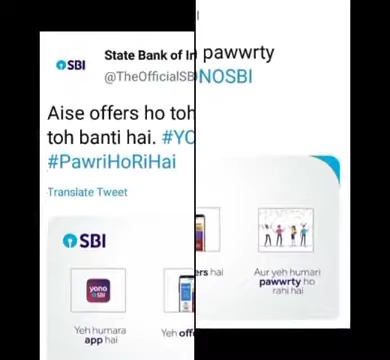 SBI
State Bank of In
@TheOfficialSB
Aise offers ho toh
toh banti hai. #YO
#PawriHoRiHai
Translate Tweet
SBI
yono
SBI
Yeh humara
app hai
Yeh off
pawwrty
NOSBI
ers hai
Aur yeh humari
pawwrty ho
rahi hai